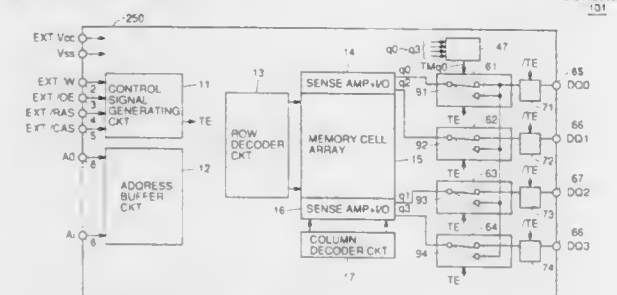 101
250
EXT Vcc
Vss
EXT /W
EXT /OE
EXT /RAS
EXT /CAS
2
3
4
5
CONTROL
SIGNAL
GENERATING
CKT
11
TE
A0
6
ADDRESS
BUFFER
CKT
12
Ai
6
13
ROW
DECODER
CKT
14
SENSE AMP+I/O
MEMORY CELL
ARRAY
15
16
SENSE AMP+I/O
COLUMN
DECODER CKT
17
q0~q3
47
TMq0
q0
q2
q1
q3
61
91
62
92
63
93
64
94
TE
TE
TE
TE
/TE
71
65
DQ0
/TE
72
66
DQ1
/TE
73
67
DQ2
/TE
74
66
DQ3